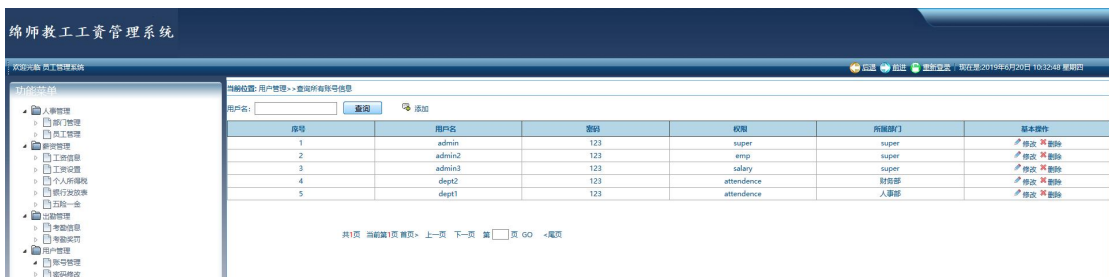 绵师教工工资管理系统
欢迎光临 员工管理系统
后退 前进 重新登录 | 现在是:2019年6月20日 10:32:48 星期四
功能菜单
人事管理
部门管理
员工管理
薪资管理
工资信息
工资设置
个人所得税
银行发放表
五险一金
出勤管理
考勤信息
考勤奖罚
用户管理
账号管理
密码修改
当前位置: 用户管理>>查询所有账号信息
用户名: 查询 添加
序号 用户名 密码 权限 所属部门 基本操作
1 admin 123 super super 修改 删除
2 admin2 123 emp super 修改 删除
3 admin3 123 salary super 修改 删除
4 dept2 123 attendence 财务部 修改 删除
5 dept1 123 attendence 人事部 修改 删除
共1页 当前第1页 首页> 上一页 下一页 第 页 GO <尾页